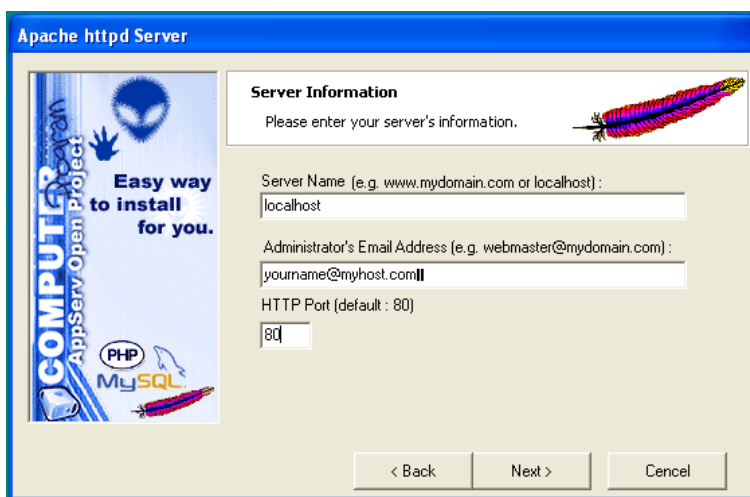 Apache httpd Server
COMPUTER
Program
AppServ Open Project
Easy way
to install
for you.
PHP
MySQL
Server Information
Please enter your server's information.
Server Name (e.g. www.mydomain.com or localhost) :
localhost
Administrator's Email Address (e.g. webmaster@mydomain.com) :
yourname@myhost.com
HTTP Port (default : 80)
80
< Back
Next >
Cencel